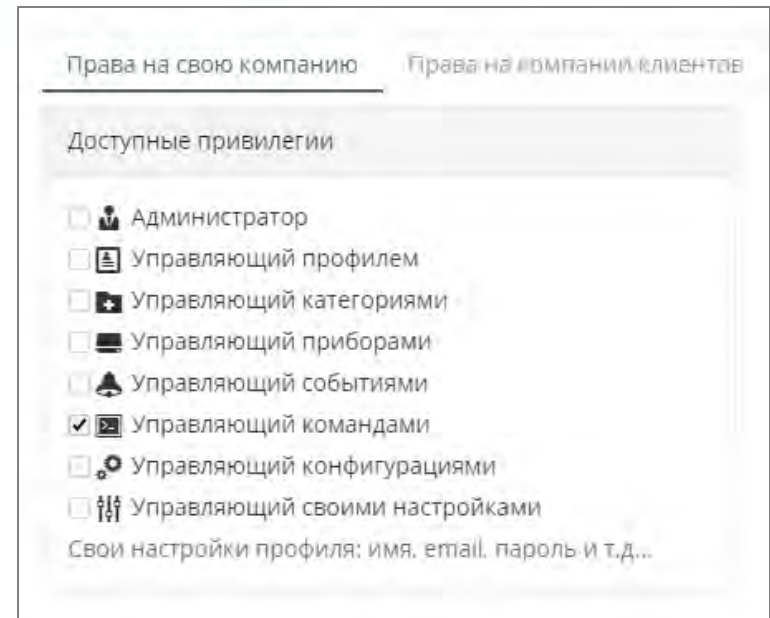 Права на свою компанию Права на компании клиентов
Доступные привилегии
Администратор
Управляющий профилем
Управляющий категориями
Управляющий приборами
Управляющий событиями
Управляющий командами
Управляющий конфигурациями
Управляющий своими настройками
Свои настройки профиля: имя, email, пароль и т.д...